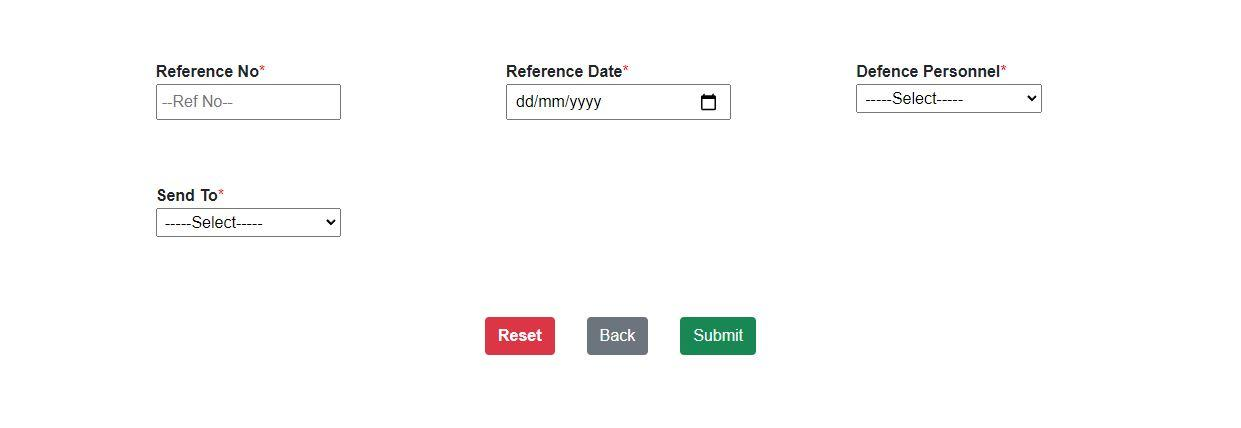 Reference No*
Reference Date*
Defence Personnel*
--Ref No--
dd/mm/yyyy
-----Select-----
Send To*
-----Select-----
Reset
Back
Submit